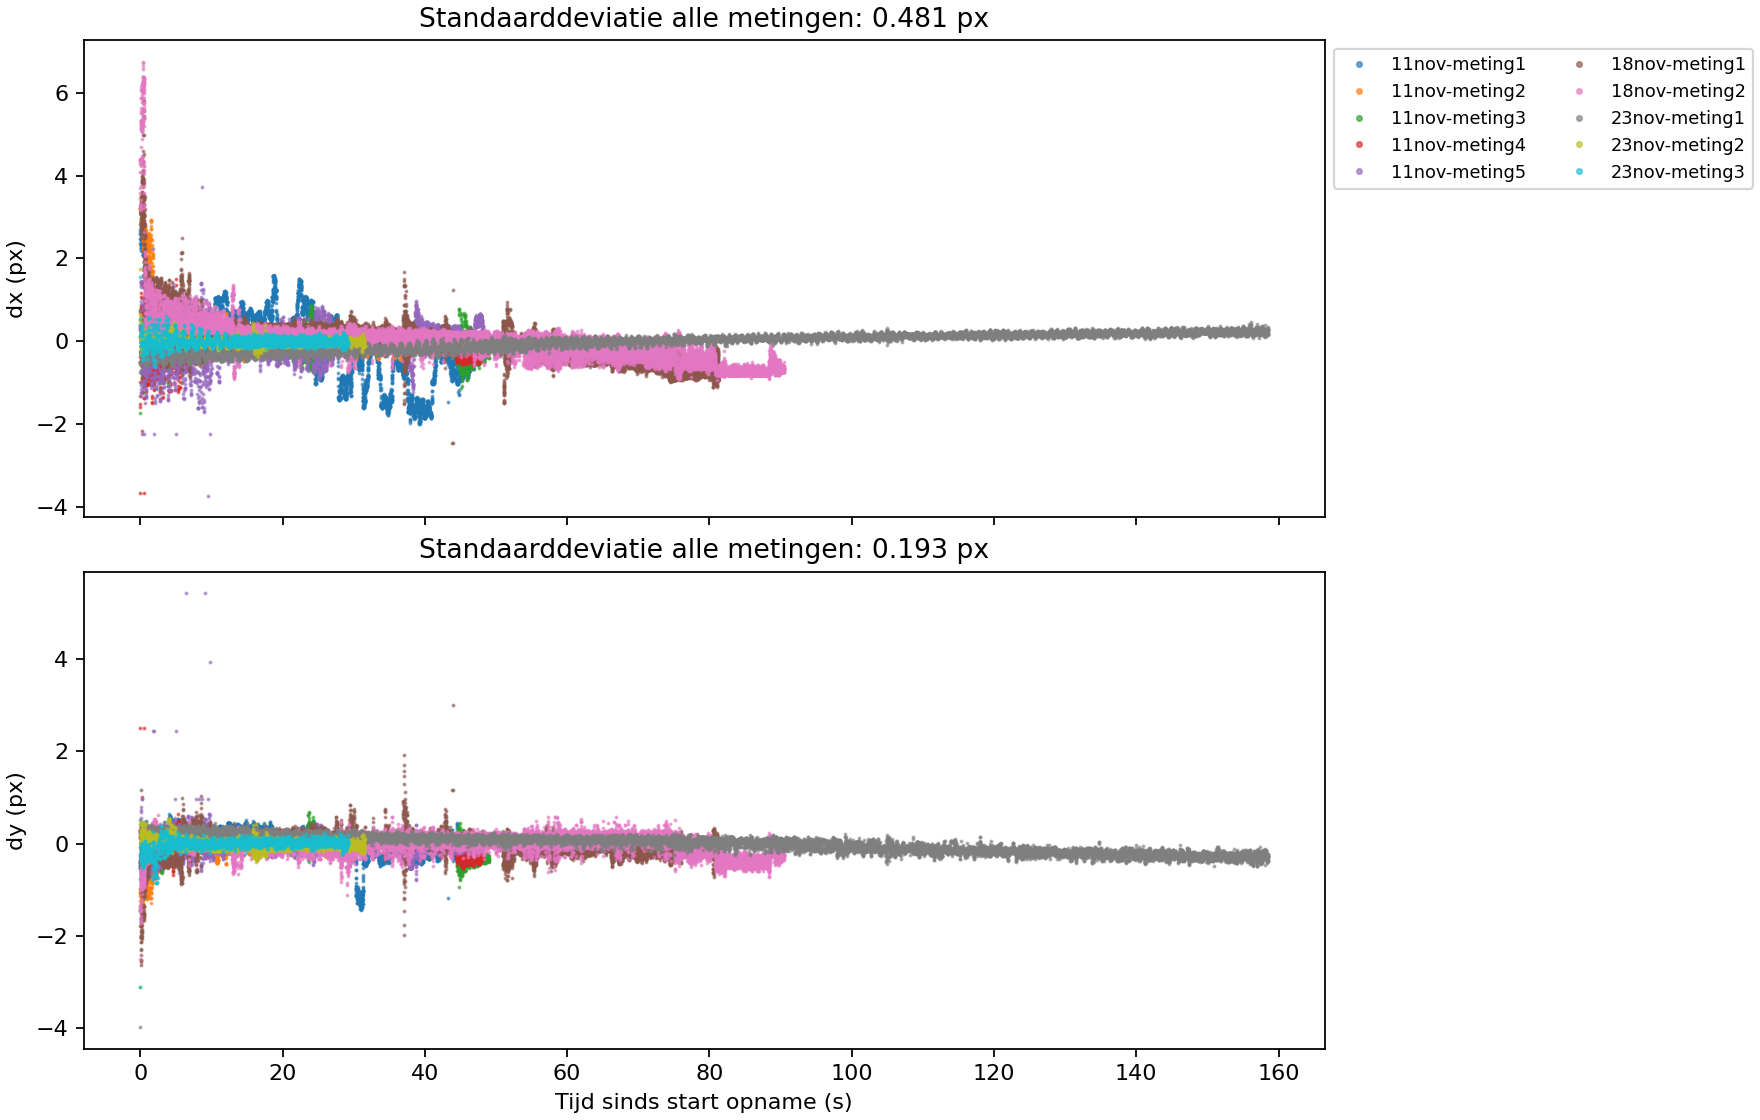 Standaarddeviatie alle metingen: 0.481 px
6
4
2
0
−2
−4
dx (px)
11nov-meting1
11nov-meting2
11nov-meting3
11nov-meting4
11nov-meting5
18nov-meting1
18nov-meting2
23nov-meting1
23nov-meting2
23nov-meting3
Standaarddeviatie alle metingen: 0.193 px
4
2
0
−2
−4
dy (px)
0 20 40 60 80 100 120 140 160
Tijd sinds start opname (s)